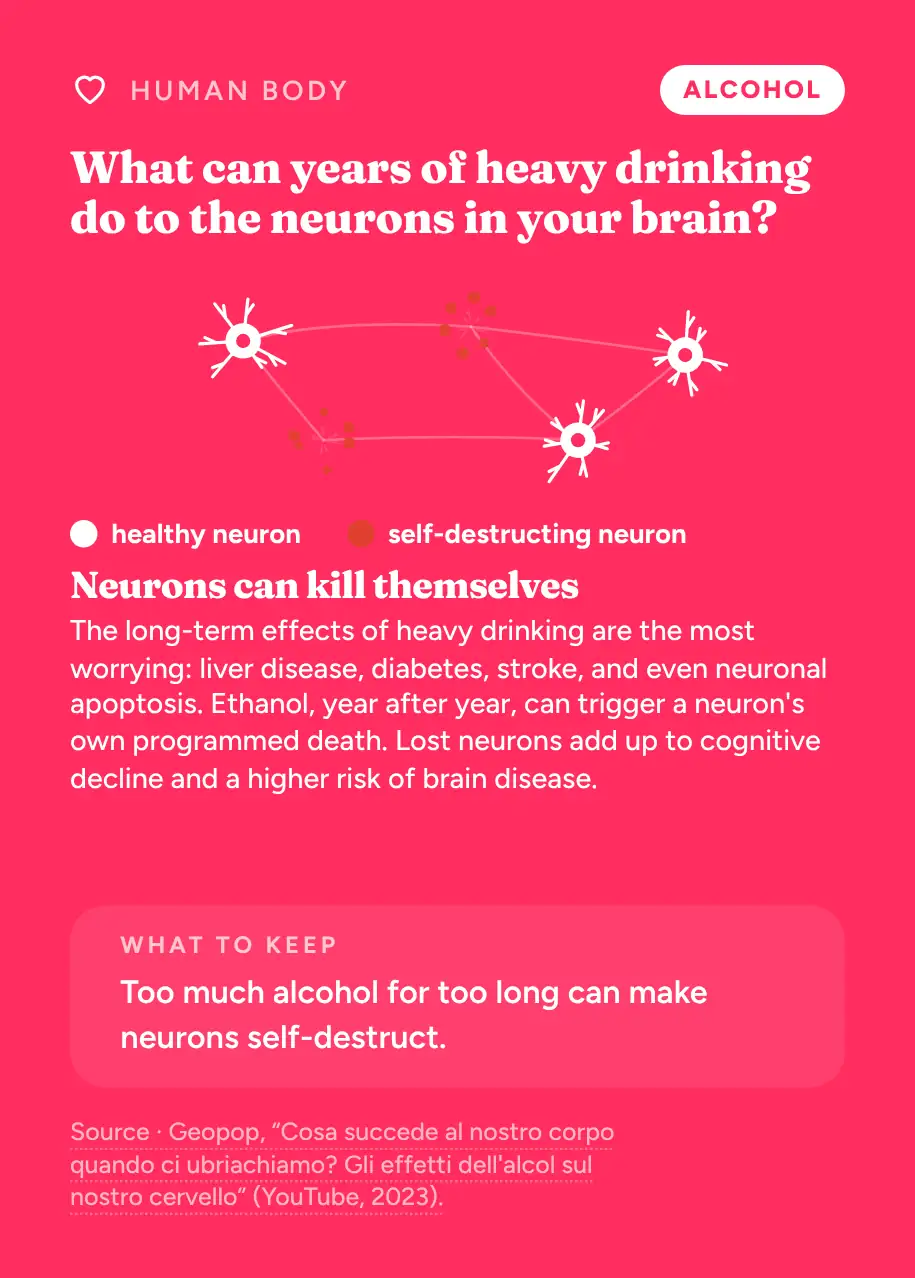 HUMAN BODY
ALCOHOL
What can years of heavy drinking
do to the neurons in your brain?
healthy neuron
self-destructing neuron
Neurons can kill themselves
The long-term effects of heavy drinking are the most
worrying: liver disease, diabetes, stroke, and even neuronal
apoptosis. Ethanol, year after year, can trigger a neuron's
own programmed death. Lost neurons add up to cognitive
decline and a higher risk of brain disease.
WHAT TO KEEP
Too much alcohol for too long can make
neurons self-destruct.
Source · Geopop, “Cosa succede al nostro corpo
quando ci ubriachiamo? Gli effetti dell'alcol sul
nostro cervello” (YouTube, 2023).